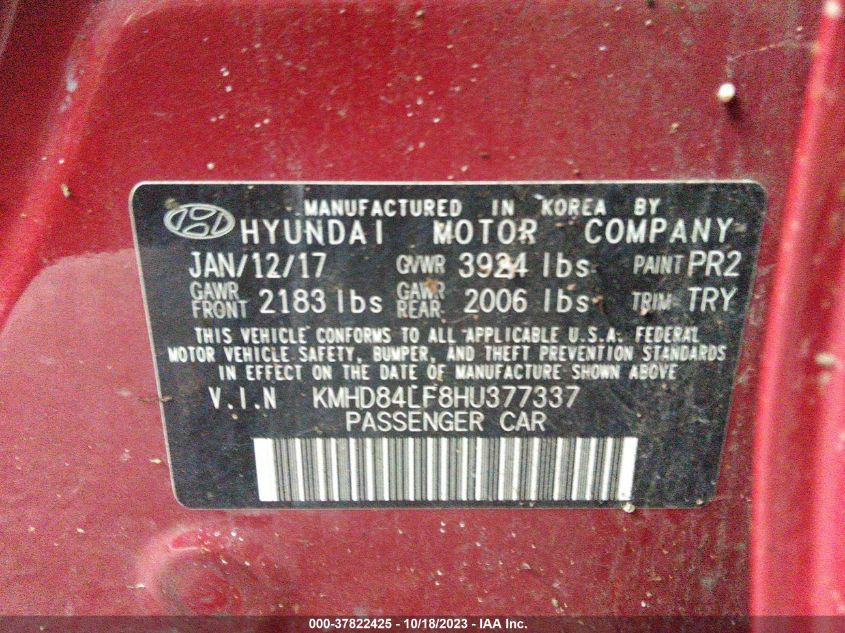 MANUFACTURED IN KOREA BY
HYUNDAI MOTOR COMPANY
JAN/12/17 GVWR 3924 lbs PAINT PR2
GAWR FRONT 2183 lbs GAWR REAR: 2006 lbs TRIM: TRY
THIS VEHICLE CONFORMS TO ALL APPLICABLE U.S.A. FEDERAL
MOTOR VEHICLE SAFETY, BUMPER, AND THEFT PREVENTION STANDARDS
IN EFFECT ON THE DATE OF MANUFACTURE SHOWN ABOVE
V.I.N KMHD84LF8HU377337
PASSENGER CAR
000-37822425 - 10/18/2023 - IAA Inc.